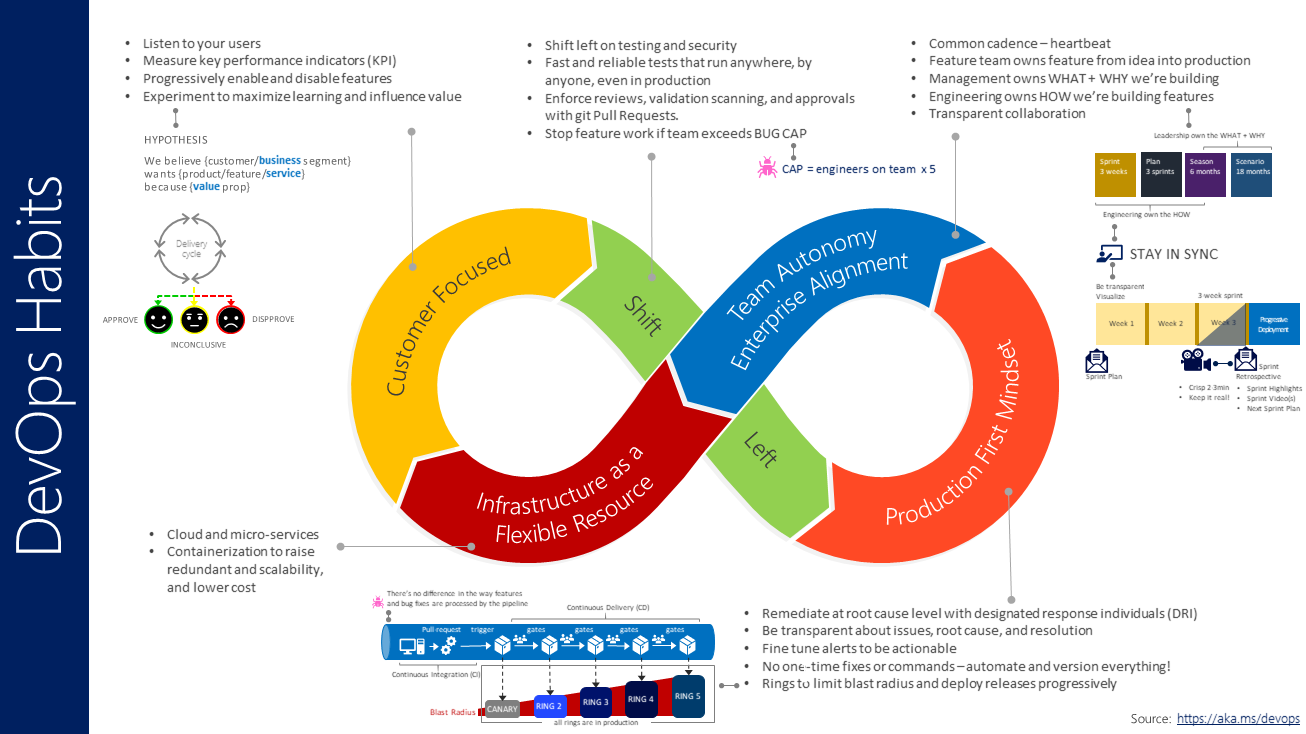 DevOps Habits
• Listen to your users
• Measure key performance indicators (KPI)
• Progressively enable and disable features
• Experiment to maximize learning and influence value
HYPOTHESIS
We believe {customer/business segment}
wants {product/feature/service}
because {value prop}
Delivery
cycle
APPROVE
DISPPROVE
INCONCLUSIVE
• Shift left on testing and security
• Fast and reliable tests that run anywhere, by
anyone, even in production
• Enforce reviews, validation scanning, and approvals
with git Pull Requests.
• Stop feature work if team exceeds BUG CAP
CAP = engineers on team x 5
• Common cadence – heartbeat
• Feature team owns feature from idea into production
• Management owns WHAT + WHY we're building
• Engineering owns HOW we're building features
• Transparent collaboration
Leadership own the WHAT + WHY
Sprint
3 weeks
Plan
3 sprints
Season
6 months
Scenario
18 months
Engineering own the HOW
STAY IN SYNC
Be transparent
Visualize
3 week sprint
Week 1
Week 2
Week 3
Progressive
Deployment
Sprint Plan
• Crisp 2-3min
• Keep it real!
Sprint
Retrospective
• Sprint Highlights
• Sprint Video(s)
• Next Sprint Plan
Customer Focused
Shift
Team Autonomy
Enterprise Alignment
Infrastructure as a
Flexible Resource
Left
Production First Mindset
• Cloud and micro-services
• Containerization to raise
redundant and scalability,
and lower cost
There's no difference in the way features
and bug fixes are processed by the pipeline
Continuous Delivery (CD)
Pull request
trigger
gates
gates
gates
gates
Continuous Integration (CI)
Blast Radius
CANARY
RING 2
RING 3
RING 4
RING 5
all rings are in production
• Remediate at root cause level with designated response individuals (DRI)
• Be transparent about issues, root cause, and resolution
• Fine tune alerts to be actionable
• No one-time fixes or commands – automate and version everything!
• Rings to limit blast radius and deploy releases progressively
Source: https://aka.ms/devops